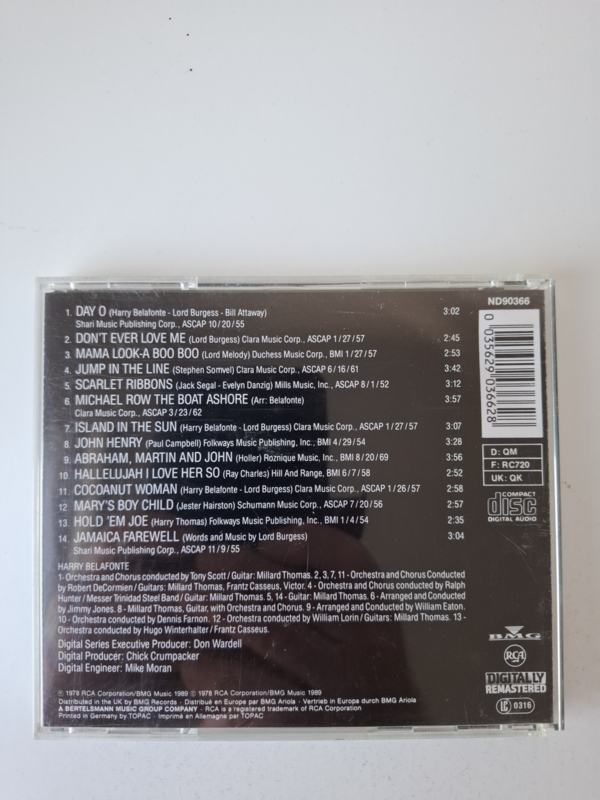 ND90366
1. DAY O (Harry Belafonte - Lord Burgess - Bill Attaway) 3:02
Shari Music Publishing Corp., ASCAP 10/20/55
2. DON'T EVER LOVE ME (Harry Belafonte - Lord Burgess) Clara Music Corp., ASCAP 1/27/57 2:45
3. MAMA LOOK-A BOO BOO (Lord Melody) Duchess Music Corp., BMI 1/27/57 2:53
4. JUMP IN THE LINE (Stephen Somvel) Clara Music Corp., ASCAP 6/16/61 3:42
5. SCARLET RIBBONS (Jack Segal - Evelyn Danzig) Mills Music, Inc., ASCAP 8/1/52 3:12
6. MICHAEL ROW THE BOAT ASHORE (Arr: Belafonte) 3:57
Clara Music Corp., ASCAP 3/23/62
7. ISLAND IN THE SUN (Harry Belafonte - Lord Burgess) Clara Music Corp., ASCAP 1/27/57 3:07
8. JOHN HENRY (Paul Campbell) Folkways Music Publishing, Inc., BMI 4/29/54 3:28
9. ABRAHAM, MARTIN AND JOHN (Holler) Roznique Music, Inc., BMI 8/20/69 3:56
10. HALLELUJAH I LOVE HER SO (Ray Charles) Hill And Range, BMI 6/7/58 2:52
11. COCOANUT WOMAN (Harry Belafonte - Lord Burgess) Clara Music Corp., ASCAP 1/26/57 2:58
12. MARY'S BOY CHILD (Jester Hairston) Schumann Music Corp., ASCAP 7/20/56 2:57
13. HOLD 'EM JOE (Harry Thomas) Folkways Music Publishing, Inc., BMI 1/4/54 2:35
14. JAMAICA FAREWELL (Words and Music by Lord Burgess) 3:04
Shari Music Publishing Corp., ASCAP 11/9/55
0 035629 036628
D: QM
F: RC720
UK: QK
COMPACT
disc
DIGITAL AUDIO
HARRY BELAFONTE
1- Orchestra and Chorus conducted by Tony Scott/Guitar: Millard Thomas. 2, 3, 7, 11 - Orchestra and Chorus Conducted
by Robert DeCormien/Guitars: Millard Thomas, Frantz Casseus, Victor. 4 - Orchestra and Chorus conducted by Ralph
Hunter/Messer Trinidad Steel Band/Guitar: Millard Thomas. 5, 14 - Guitar: Millard Thomas. 6 - Arranged and Conducted
by Jimmy Jones. 8 - Millard Thomas, Guitar, with Orchestra and Chorus. 9 - Arranged and Conducted by William Eaton.
10 - Orchestra conducted by Dennis Farnon. 12 - Orchestra conducted by William Lorin/Guitars: Millard Thomas. 13 -
Orchestra conducted by Hugo Winterhalter/Frantz Casseus.
Digital Series Executive Producer: Don Wardell
Digital Producer: Chick Crumpacker
Digital Engineer: Mike Moran
BMG
RCA
DIGITALLY
REMASTERED
LC 0316
℗ 1978 RCA Corporation/BMG Music 1989 © 1978 RCA Corporation/BMG Music 1989
Distributed in the UK by BMG Records - Distribué en Europe par BMG Ariola - Vertrieb in Europa durch BMG Ariola
A BERTELSMANN MUSIC GROUP COMPANY - RCA is a registered trademark of RCA Corporation
Printed in Germany by TOPAC - Imprimé en Allemagne par TOPAC